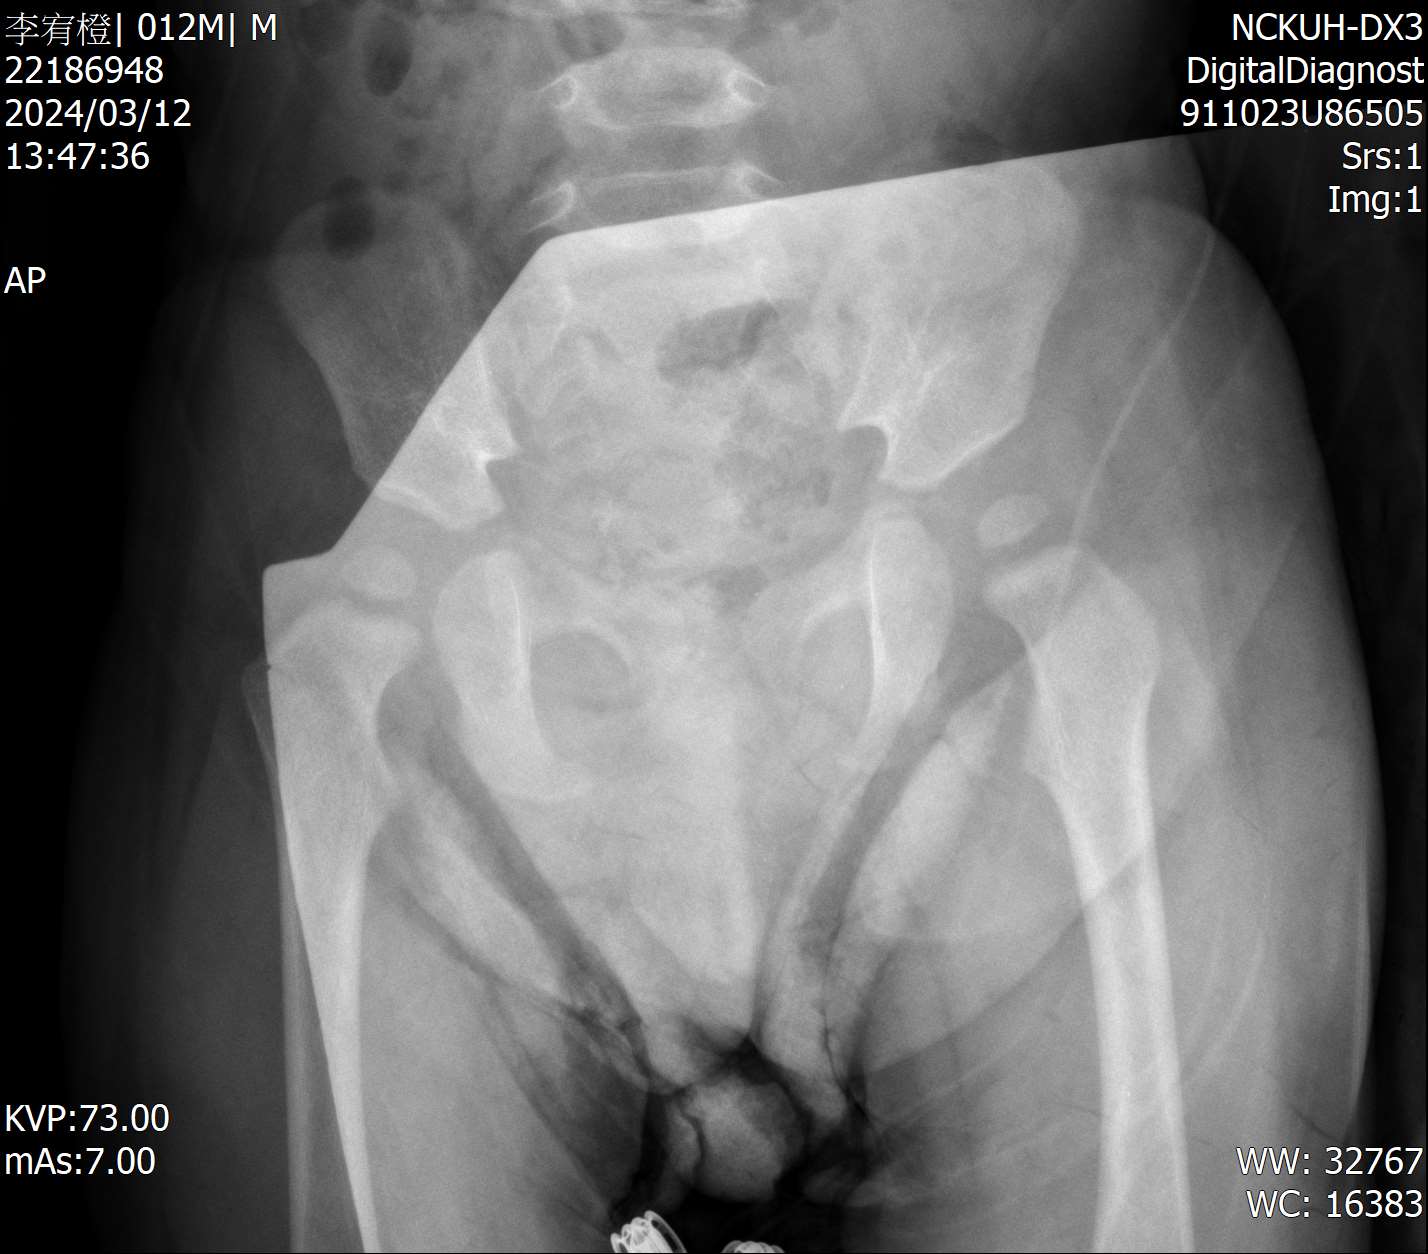 李宥橙| 012M| M
22186948
2024/03/12
13:47:36
AP
NCKUH-DX3
DigitalDiagnost
911023U86505
Srs:1
Img:1
KVP:73.00
mAs:7.00
WW: 32767
WC: 16383